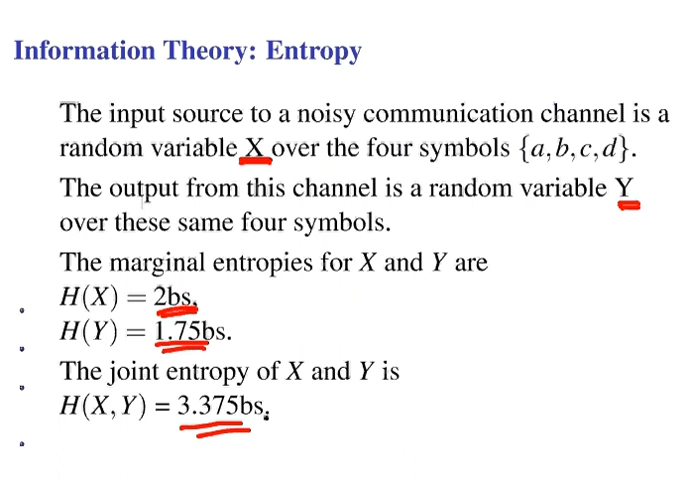 Information Theory: Entropy
The input source to a noisy communication channel is a
random variable X over the four symbols {a,b,c,d}.
The output from this channel is a random variable Y
over these same four symbols.
The marginal entropies for X and Y are
H(X) = 2bs,
H(Y) = 1.75bs.
The joint entropy of X and Y is
H(X,Y) = 3.375bs.